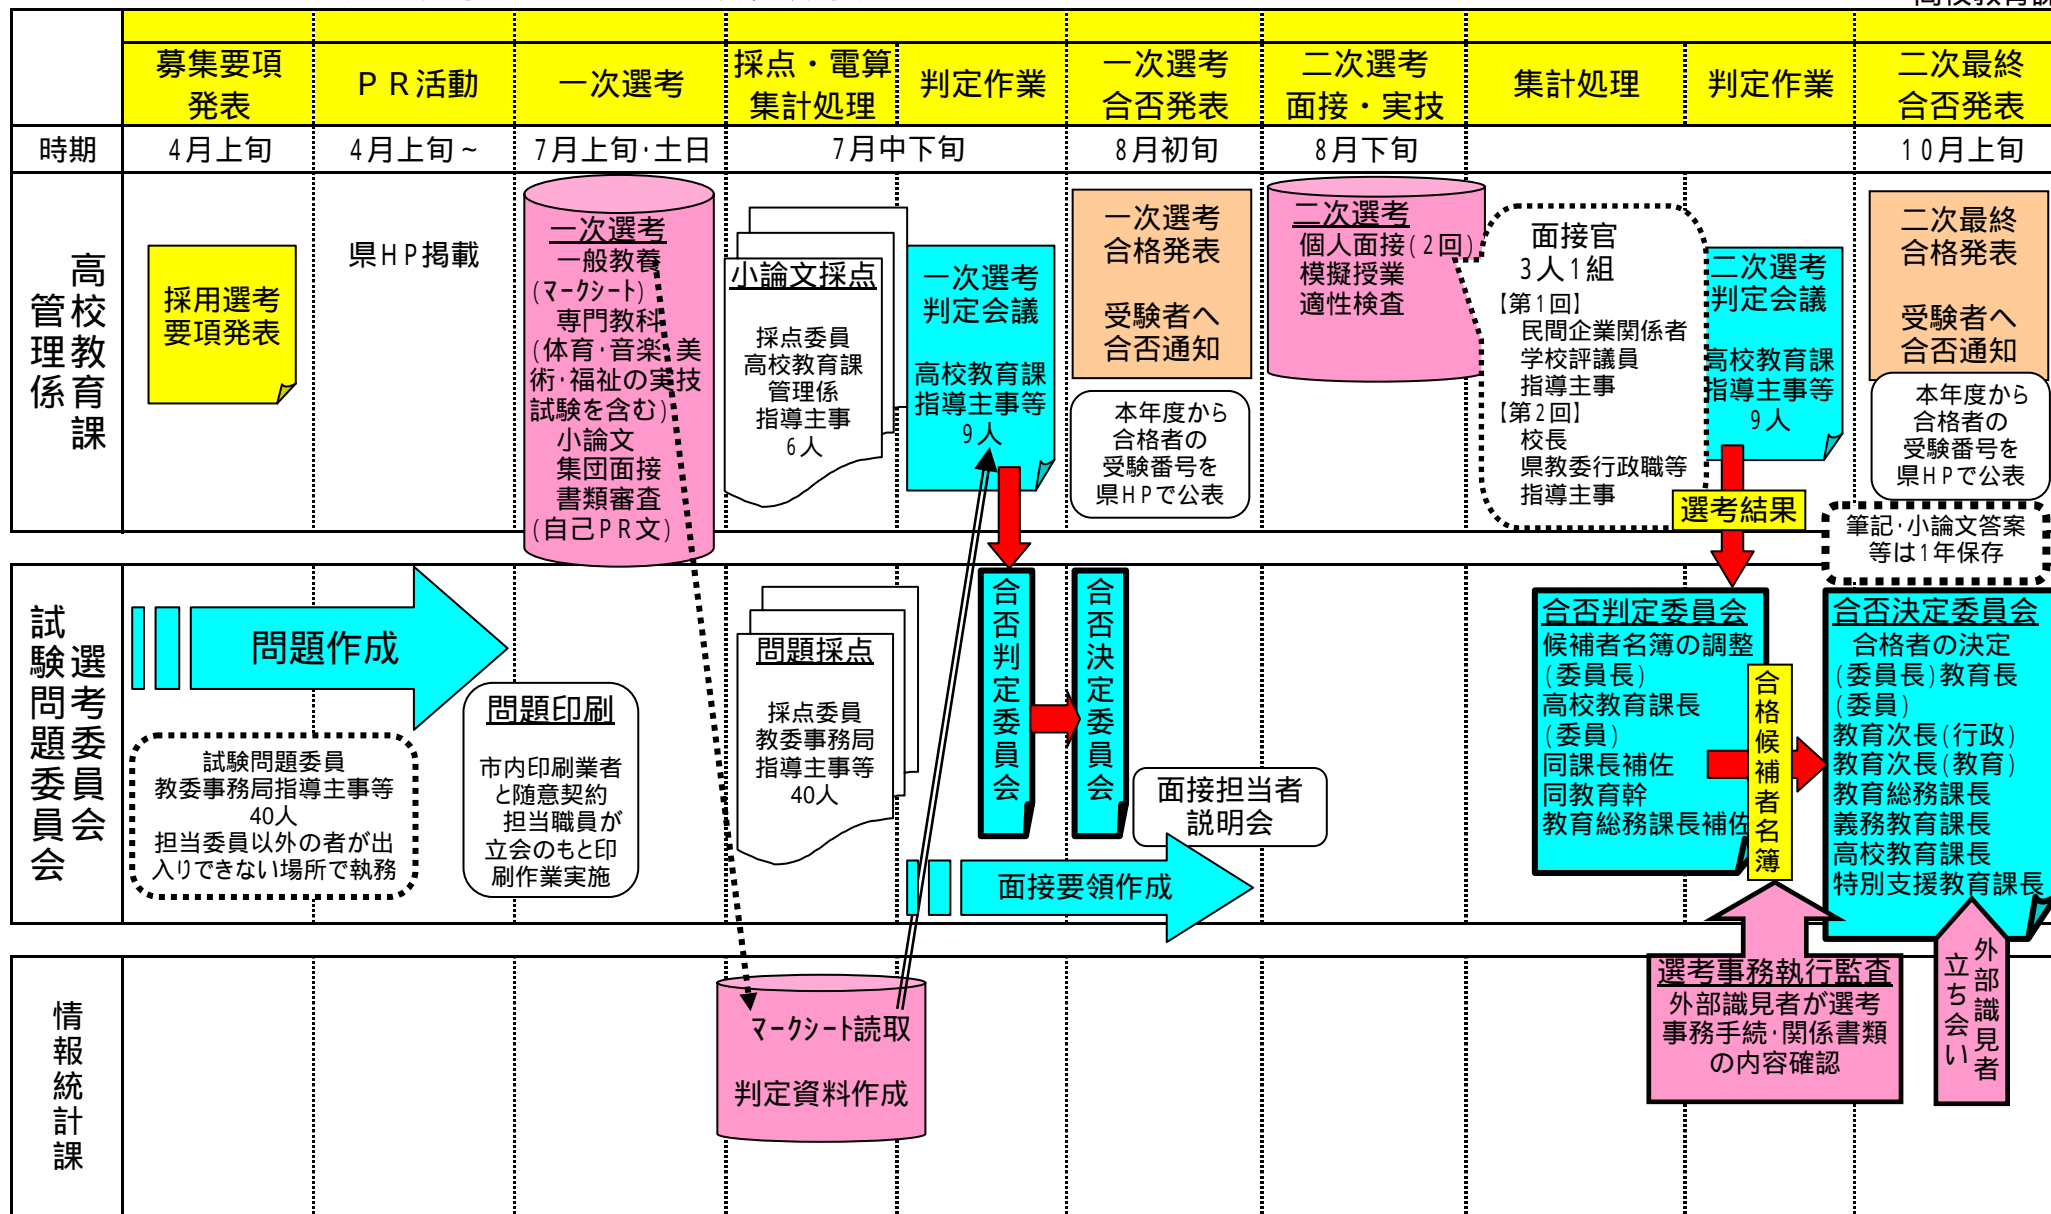 募集要項
発表
PR活動
一次選考
採点・電算
集計処理
判定作業
一次選考
合否発表
二次選考
面接・実技
集計処理
判定作業
二次最終
合否発表
時期
4月上旬
4月上旬~
7月上旬・土日
7月中下旬
8月初旬
8月下旬
10月上旬
高校教育課
管理係
採用選考
要項発表
県HP掲載
一次選考
一般教養
(マークシート)
専門教科
(体育・音楽・美
術・福祉の実技
試験を含む)
小論文
集団面接
書類審査
(自己PR文)
小論文採点
採点委員
高校教育課
管理係
指導主事
6人
一次選考
判定会議
高校教育課
指導主事等
9人
一次選考
合格発表
受験者へ
合否通知
本年度から
合格者の
受験番号を
県HPで公表
二次選考
個人面接(2回)
模擬授業
適性検査
面接官
3人1組
【第1回】
民間企業関係者
学校評議員
指導主事
【第2回】
校長
県教委行政職等
指導主事
二次選考
判定会議
高校教育課
指導主事等
9人
選考結果
二次最終
合格発表
受験者へ
合否通知
本年度から
合格者の
受験番号を
県HPで公表
筆記・小論文答案
等は1年保存
選考委員会
試験問題委員会
問題作成
試験問題委員
教委事務局指導主事等
40人
担当委員以外の者が出
入りできない場所で執務
問題印刷
市内印刷業者
と随意契約
担当職員が
立会のもと印
刷作業実施
問題採点
採点委員
教委事務局
指導主事等
40人
合否判定委員会
合否決定委員会
面接担当者
説明会
面接要領作成
合否判定委員会
候補者名簿の調整
(委員長)
高校教育課長
(委員)
同課長補佐
同教育幹
教育総務課長補佐
合格候補者名簿
合否決定委員会
合格者の決定
(委員長)教育長
(委員)
教育次長(行政)
教育次長(教育)
教育総務課長
義務教育課長
高校教育課長
特別支援教育課長
情報統計課
マークシート読取
判定資料作成
選考事務執行監査
外部識見者が選考
事務手続・関係書類
の内容確認
外部識見者
立ち会い